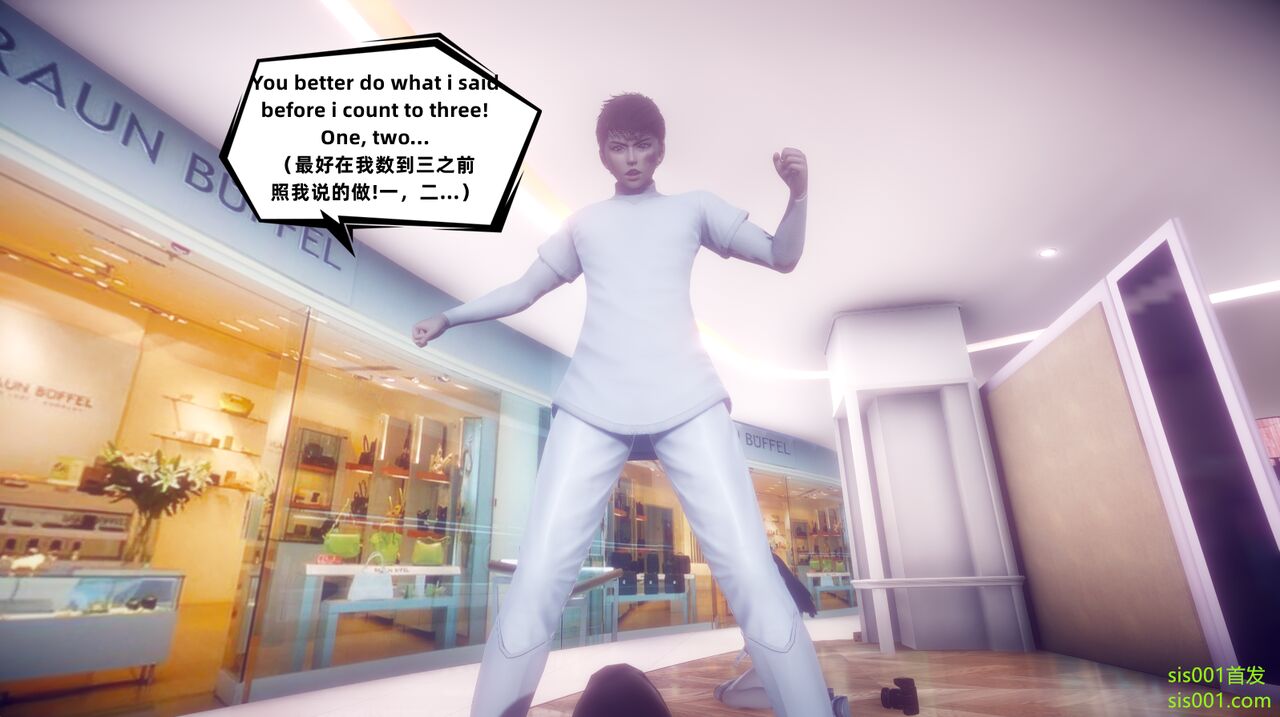 You better do what i said
before i count to three!
One, two...
（最好在我数到三之前
照我说的做!一，二...）
RAUN BÜFFEL
AUN BÜFFEL
BÜFFEL
sis001首发
sis001.com